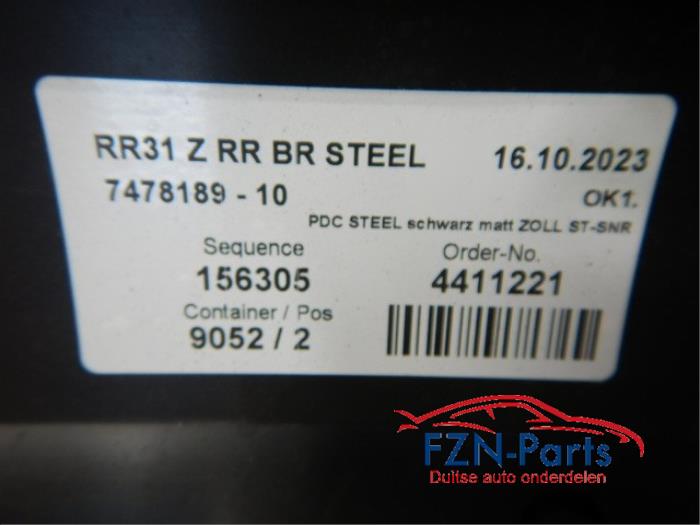 RR31 Z RR BR STEEL 16.10.2023
7478189 - 10 OK1.
PDC STEEL schwarz matt ZOLL ST-SNR
Sequence Order-No.
156305 4411221
Container / Pos
9052 / 2
FZN-Parts
Duitse auto onderdelen